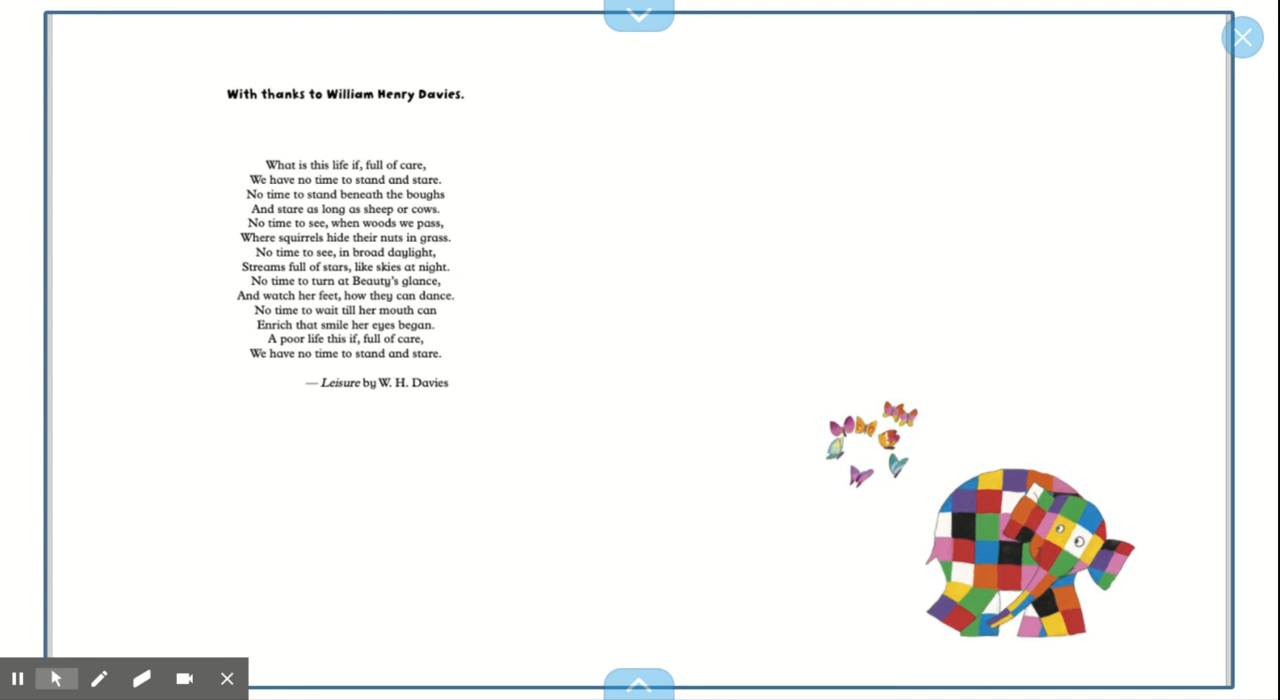 With thanks to William Henry Davies.
What is this life if, full of care,
We have no time to stand and stare.
No time to stand beneath the boughs
And stare as long as sheep or cows.
No time to see, when woods we pass,
Where squirrels hide their nuts in grass.
No time to see, in broad daylight,
Streams full of stars, like skies at night.
No time to turn at Beauty's glance,
And watch her feet, how they can dance.
No time to wait till her mouth can
Enrich that smile her eyes began.
A poor life this if, full of care,
We have no time to stand and stare.
— Leisure by W. H. Davies